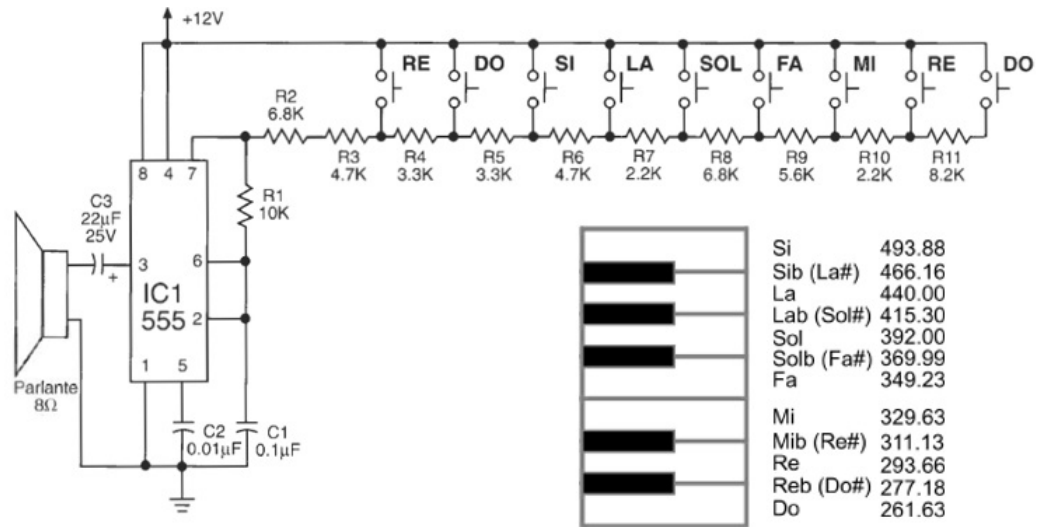 +12V
RE DO SI LA SOL FA MI RE DO
R2
6.8K
R3
4.7K
R4
3.3K
R5
3.3K
R6
4.7K
R7
2.2K
R8
6.8K
R9
5.6K
R10
2.2K
R11
8.2K
8 4 7
R1
10K
C3
22µF
25V
+
3
6
IC1
555
2
1 5
Parlante
8Ω
C2
0.01µF
C1
0.1µF
Si 493.88
Sib (La#) 466.16
La 440.00
Lab (Sol#) 415.30
Sol 392.00
Solb (Fa#) 369.99
Fa 349.23
Mi 329.63
Mib (Re#) 311.13
Re 293.66
Reb (Do#) 277.18
Do 261.63